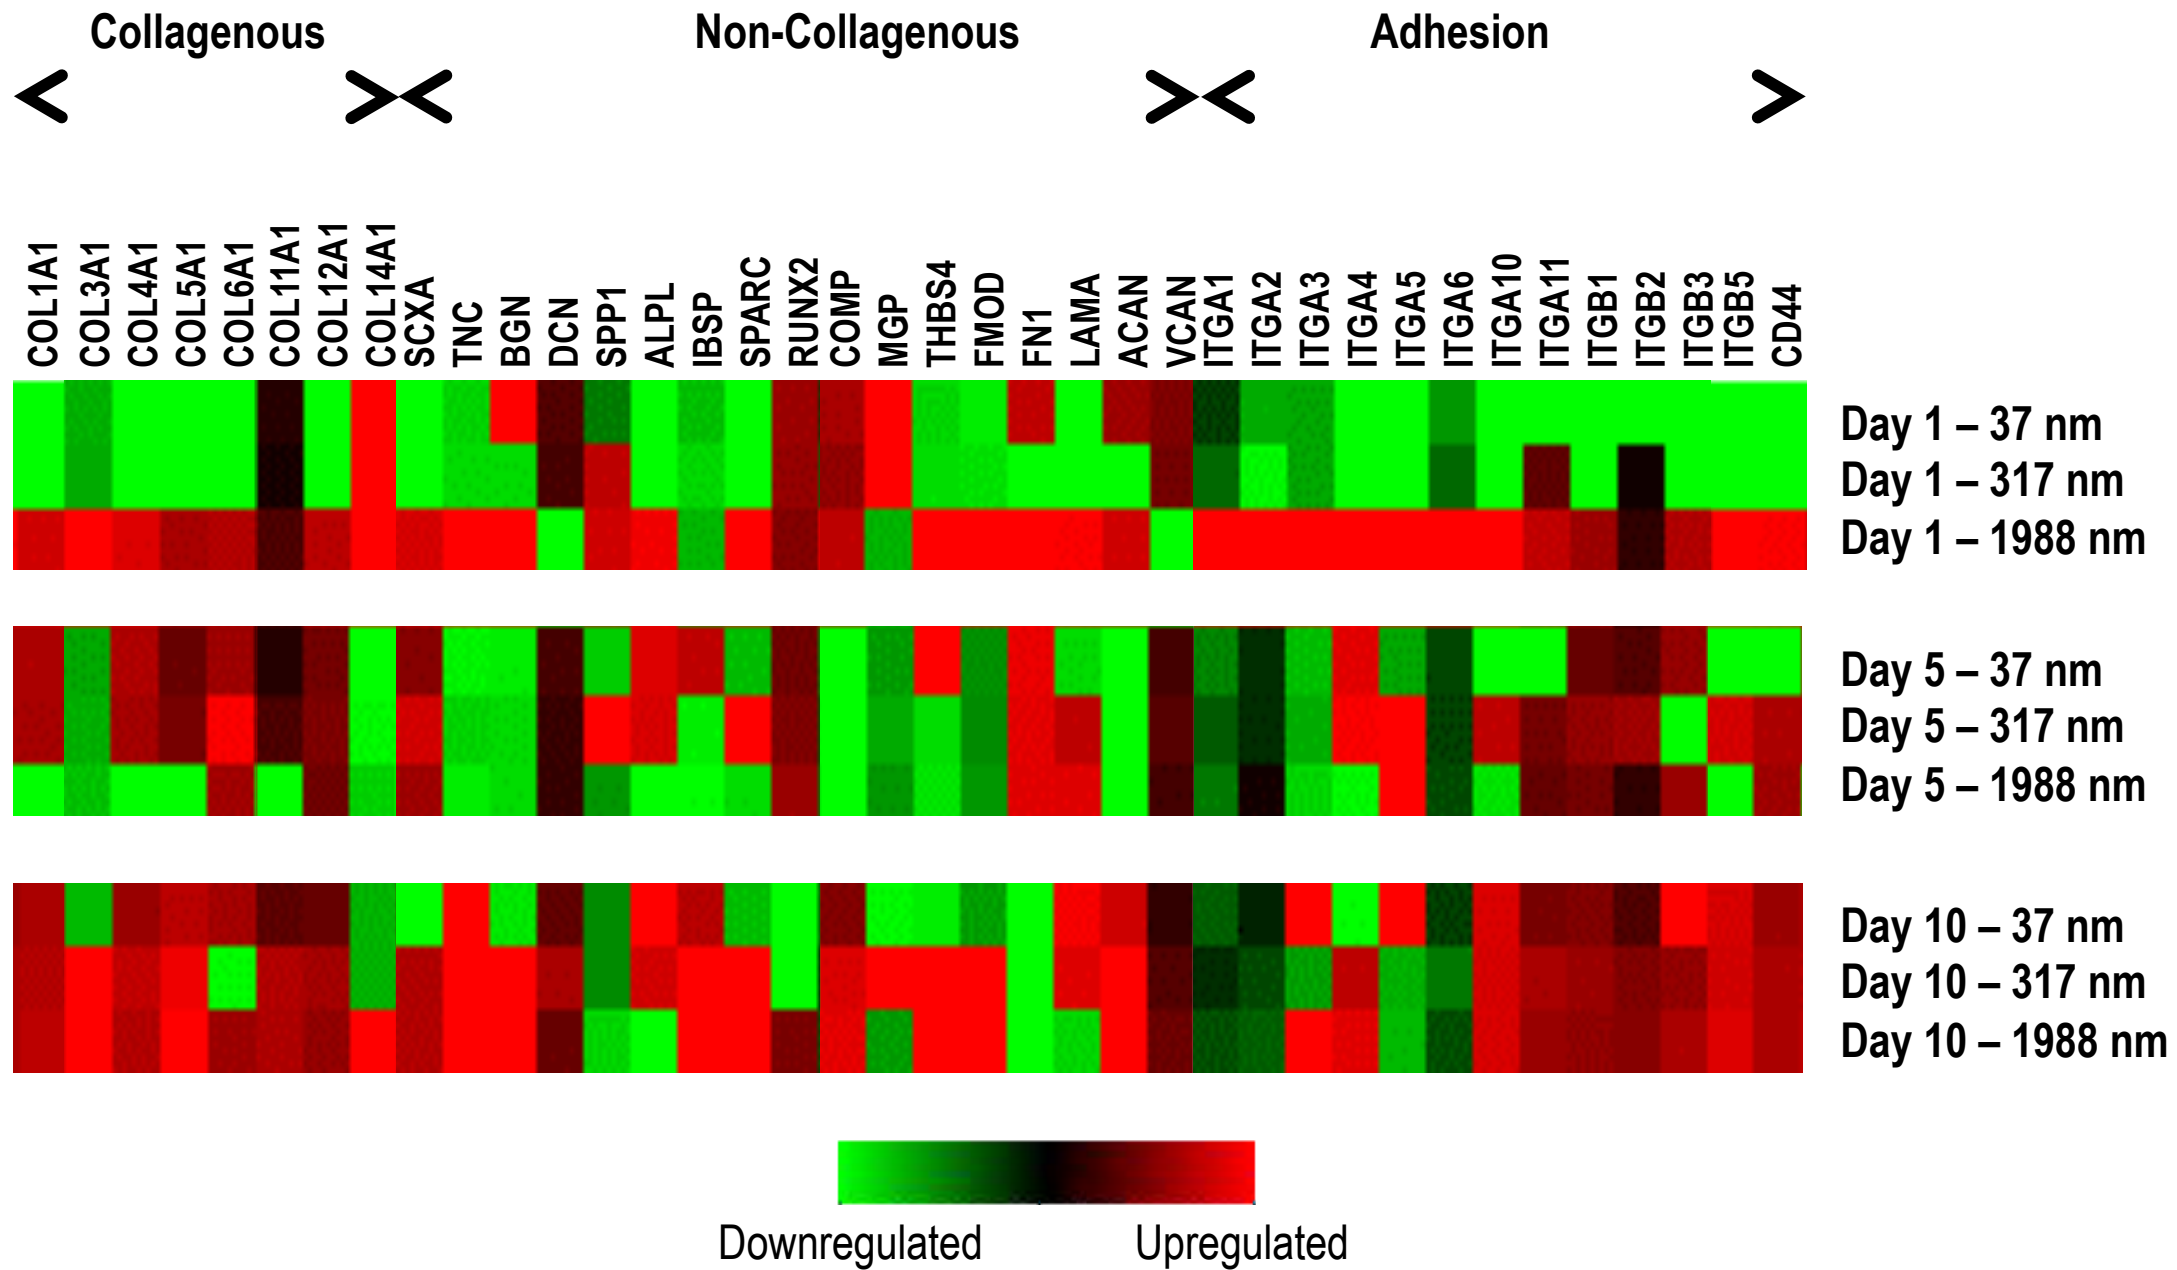 Collagenous Non-Collagenous Adhesion
< >< >< >
COL1A1
COL3A1
COL4A1
COL5A1
COL6A1
COL11A1
COL12A1
COL14A1
SCXA
TNC
BGN
DCN
SPP1
ALPL
IBSP
SPARC
RUNX2
COMP
MGP
THBS4
FMOD
FN1
LAMA
ACAN
VCAN
ITGA1
ITGA2
ITGA3
ITGA4
ITGA5
ITGA6
ITGA10
ITGA11
ITGB1
ITGB2
ITGB3
ITGB5
CD44
Day 1 – 37 nm
Day 1 – 317 nm
Day 1 – 1988 nm
Day 5 – 37 nm
Day 5 – 317 nm
Day 5 – 1988 nm
Day 10 – 37 nm
Day 10 – 317 nm
Day 10 – 1988 nm
Downregulated Upregulated